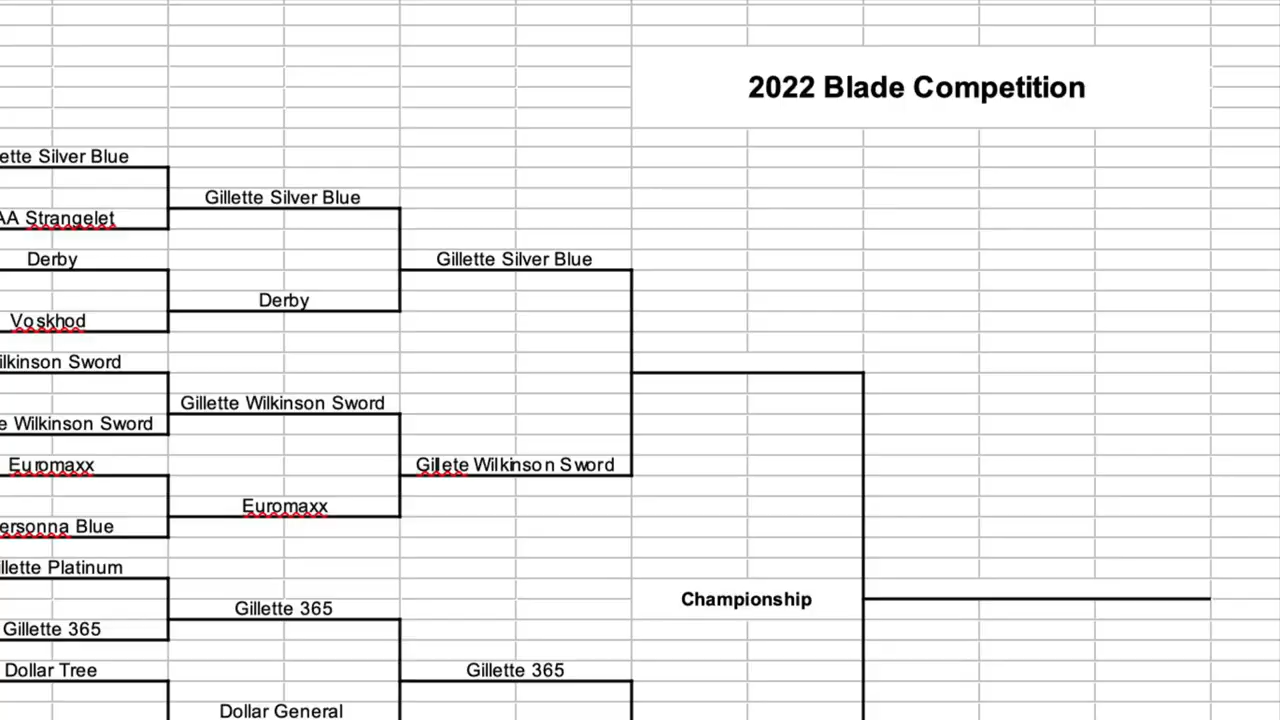 2022 Blade Competition
ette Silver Blue
Gillette Silver Blue
AA Strangelet
Derby
Gillette Silver Blue
Derby
Voskhod
ilkinson Sword
Gillette Wilkinson Sword
e Wilkinson Sword
Euromaxx
Gillete Wilkinson Sword
Euromaxx
ersonna Blue
llette Platinum
Championship
Gillette 365
Gillette 365
Dollar Tree
Gillette 365
Dollar General